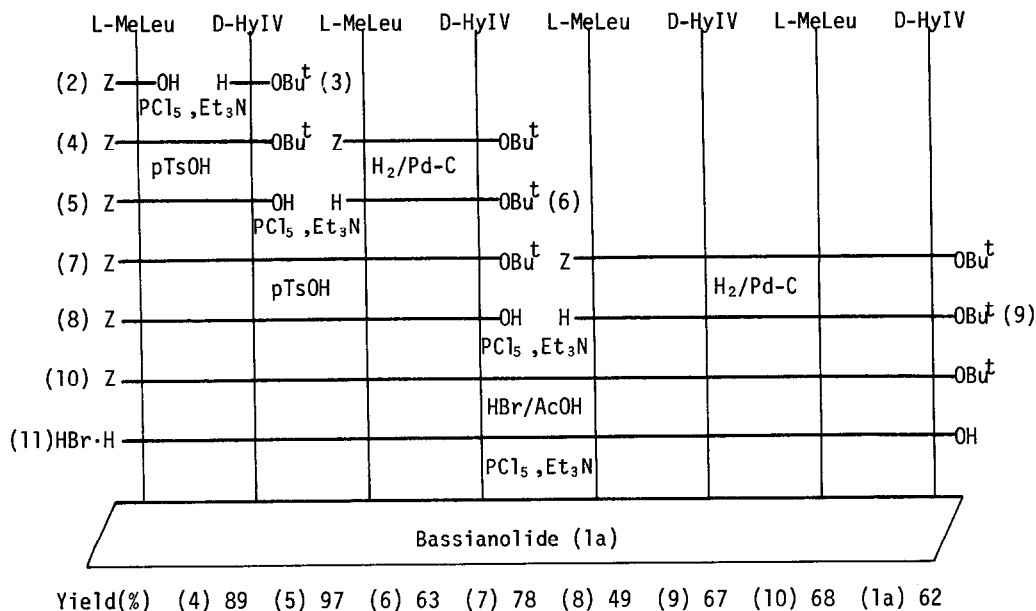 L-MeLeu D-HyIV L-MeLeu D-HyIV L-MeLeu D-HyIV L-MeLeu D-HyIV
(2) Z OH H OBuᵗ (3)
PCl₅ ,Et₃N
(4) Z OBuᵗ Z OBuᵗ
pTsOH H₂/Pd-C
(5) Z OH H OBuᵗ (6)
PCl₅ ,Et₃N
(7) Z OBuᵗ Z OBuᵗ
pTsOH H₂/Pd-C
(8) Z OH H OBuᵗ (9)
PCl₅ ,Et₃N
(10) Z OBuᵗ
HBr/AcOH
(11)HBr·H OH
PCl₅ ,Et₃N
Bassianolide (1a)
Yield(%) (4) 89 (5) 97 (6) 63 (7) 78 (8) 49 (9) 67 (10) 68 (1a) 62